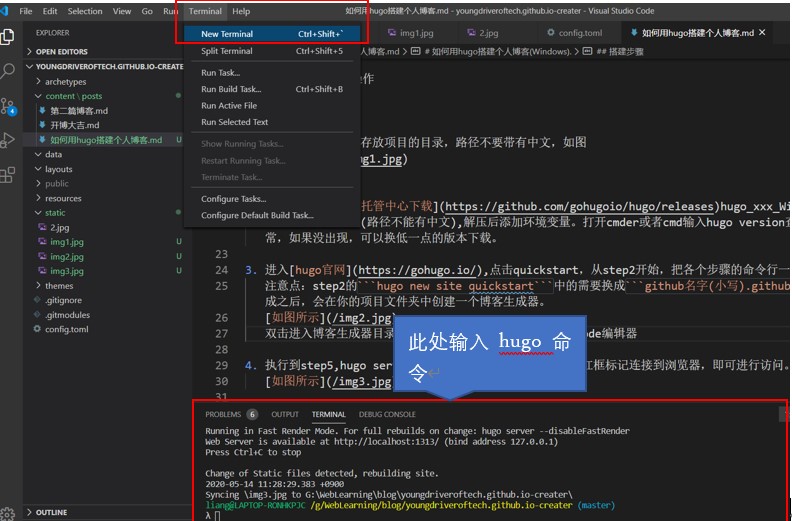 File Edit Selection View Go Run Terminal Help 如何用hugo搭建个人博客.md - youngdriveroftech.github.io-creater - Visual Studio Code
EXPLORER
OPEN EDITORS
YOUNGDRIVEROFTECH.GITHUB.IO-CREATE
archetypes
content \ posts
第二篇博客.md
开博大吉.md
如何用hugo搭建个人博客.md U
data
layouts
public
resources
static
2.jpg
img1.jpg U
img2.jpg U
img3.jpg U
themes
.gitignore
.gitmodules
config.toml
OUTLINE
4
New Terminal Ctrl+Shift+`
Split Terminal Ctrl+Shift+5
Run Task...
Run Build Task... Ctrl+Shift+B
Run Active File
Run Selected Text
Show Running Tasks...
Restart Running Task...
Terminate Task...
Configure Tasks...
Configure Default Build Task...
img1.jpg 2.jpg config.toml 如何用hugo搭建个人博客.md
人博客.md > # 如何用hugo搭建个人博客(Windows). > ## 搭建步骤
作
存放项目的目录，路径不要带有中文，如图
mg1.jpg)
托管中心下载](https://github.com/gohugoio/hugo/releases)hugo_xxx_Wi
(路径不能有中文),解压后添加环境变量。打开cmder或者cmd输入hugo version查
常，如果没出现，可以换低一点的版本下载。
23
24 3. 进入[hugo官网](https://gohugo.io/),点击quickstart，从step2开始，把各个步骤的命令行一
25 注意点：step2的```hugo new site quickstart```中的需要换成```github名字(小写).github
成之后，会在你的项目文件夹中创建一个博客生成器。
26 [如图所示](/img2.jpg)
27 双击进入博客生成器目录 de编辑器
28
29 4. 执行到step5,hugo ser 红框标记连接到浏览器，即可进行访问。
30 [如图所示](/img3.jpg
31
此处输入 hugo 命
令
PROBLEMS 6 OUTPUT TERMINAL DEBUG CONSOLE
Running in Fast Render Mode. For full rebuilds on change: hugo server --disableFastRender
Web Server is available at http://localhost:1313/ (bind address 127.0.0.1)
Press Ctrl+C to stop
Change of Static files detected, rebuilding site.
2020-05-14 11:28:29.383 +0900
Syncing \img3.jpg to G:\WebLearning\blog\youngdriveroftech.github.io-creater\
liang@LAPTOP-RONHKPJC /g/WebLearning/blog/youngdriveroftech.github.io-creater (master)
λ